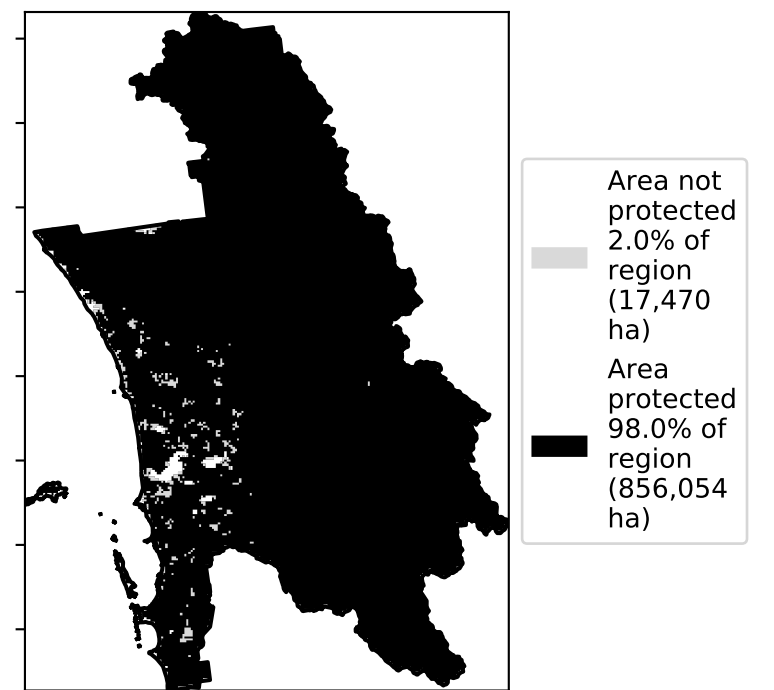 Area not
protected
2.0% of
region
(17,470
ha)
Area
protected
98.0% of
region
(856,054
ha)